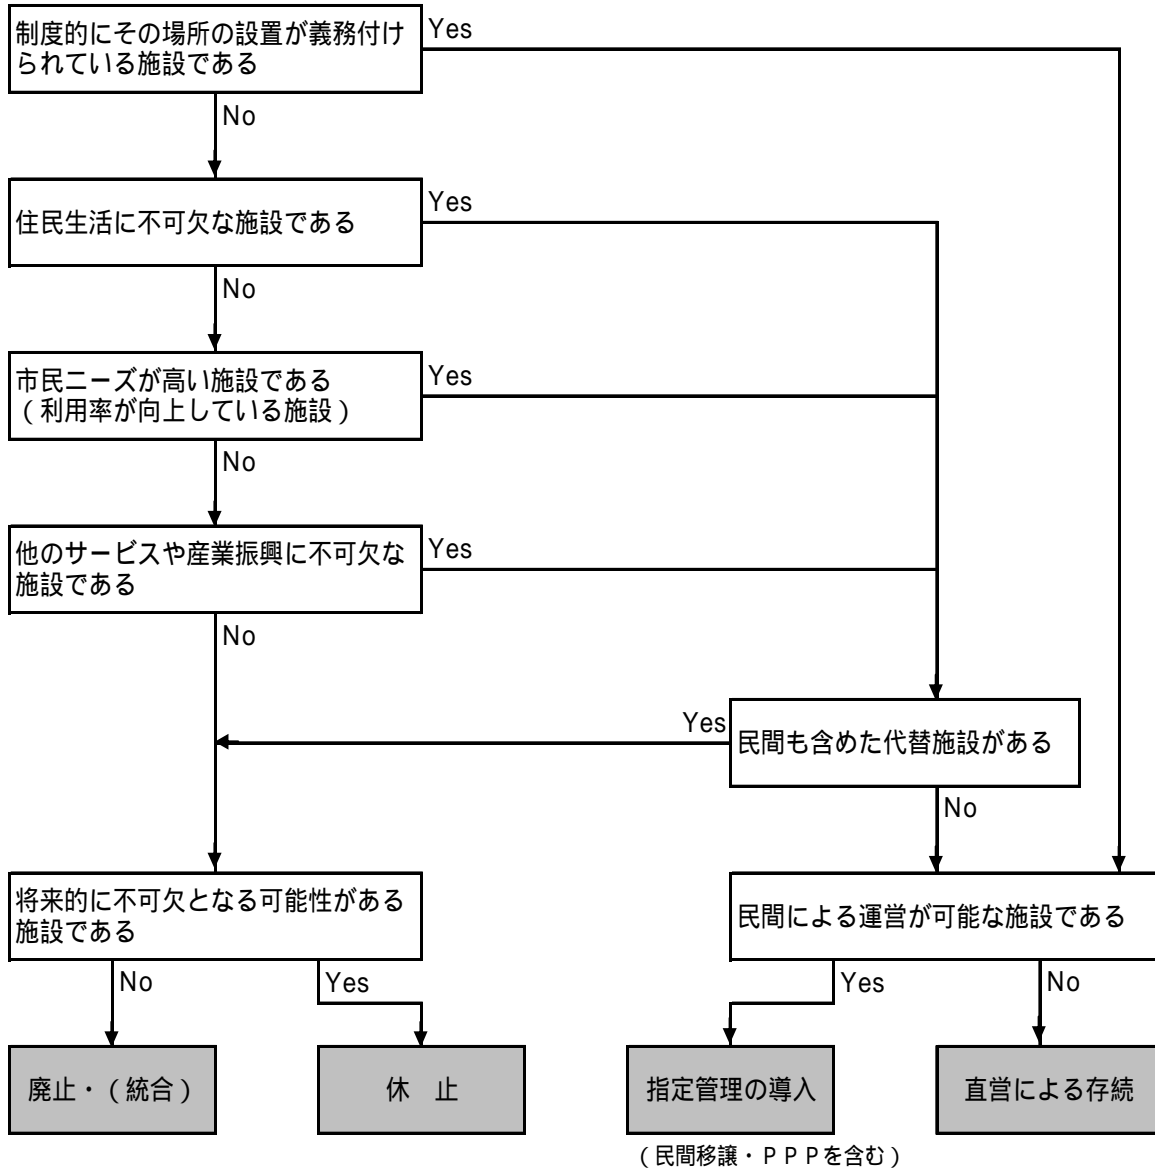 制度的にその場所の設置が義務付け
られている施設である
Yes
No
住民生活に不可欠な施設である
Yes
No
市民ニーズが高い施設である
（利用率が向上している施設）
Yes
No
他のサービスや産業振興に不可欠な
施設である
Yes
No
Yes
民間も含めた代替施設がある
No
将来的に不可欠となる可能性がある
施設である
民間による運営が可能な施設である
No
Yes
Yes
No
廃止・（統合）
休　止
指定管理の導入
直営による存続
（民間移譲・ＰＰＰを含む）